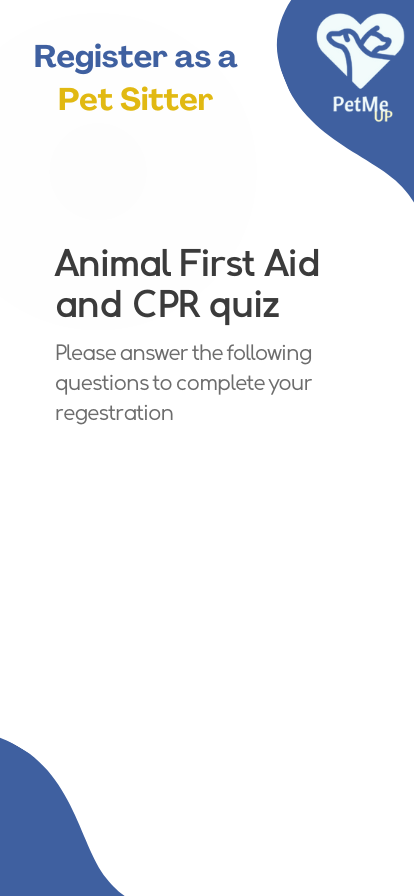 Register as a
Pet Sitter
PetMe
UP
Animal First Aid
and CPR quiz
Please answer the following
questions to complete your
regestration